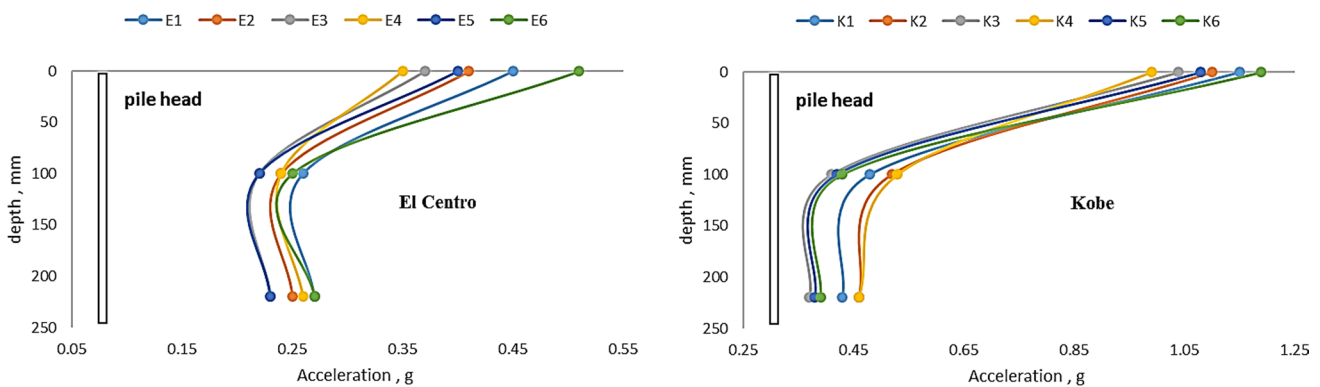 E1 E2 E3 E4 E5 E6
0
50
100
150
200
250
depth , mm
pile head
El Centro
0.05 0.15 0.25 0.35 0.45 0.55
Acceleration , g
K1 K2 K3 K4 K5 K6
0
50
100
150
200
250
depth, mm
pile head
Kobe
0.25 0.45 0.65 0.85 1.05 1.25
Acceleration , g